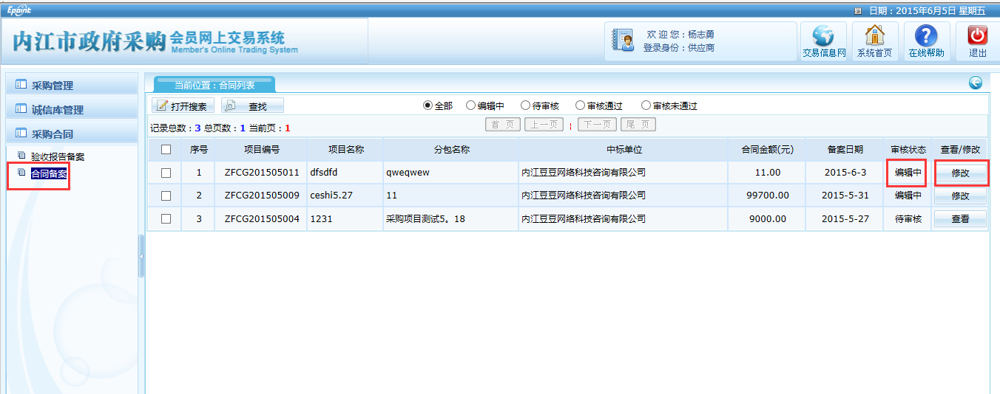 Epoint
日期：2015年6月5日 星期五
内江市政府采购会员网上交易系统
Member's Online Trading System
欢 迎 您：杨志勇
登录身份：供应商
交易信息网 系统首页 在线帮助 退出
采购管理
诚信库管理
采购合同
验收报告备案
合同备案
当前位置：合同列表
打开搜索 查找 全部 编辑中 待审核 审核通过 审核未通过
记录总数：3 总页数：1 当前页：1 首 页 上一页 ¦ 下一页 尾 页
序号 项目编号 项目名称 分包名称 中标单位 合同金额(元) 备案日期 审核状态 查看/修改
1 ZFCG201505011 dfsdfd qweqwew 内江豆豆网络科技咨询有限公司 11.00 2015-6-3 编辑中 修改
2 ZFCG201505009 ceshi5.27 11 内江豆豆网络科技咨询有限公司 99700.00 2015-5-31 编辑中 修改
3 ZFCG201505004 1231 采购项目测试5。18 内江豆豆网络科技咨询有限公司 9000.00 2015-5-27 待审核 查看